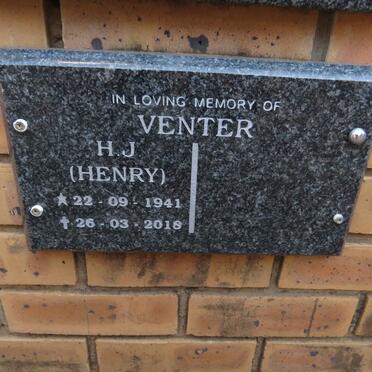 IN LOVING MEMORY OF
VENTER
H.J
(HENRY)
★ 22 - 09 - 1941
✝ 26 - 03 - 2018